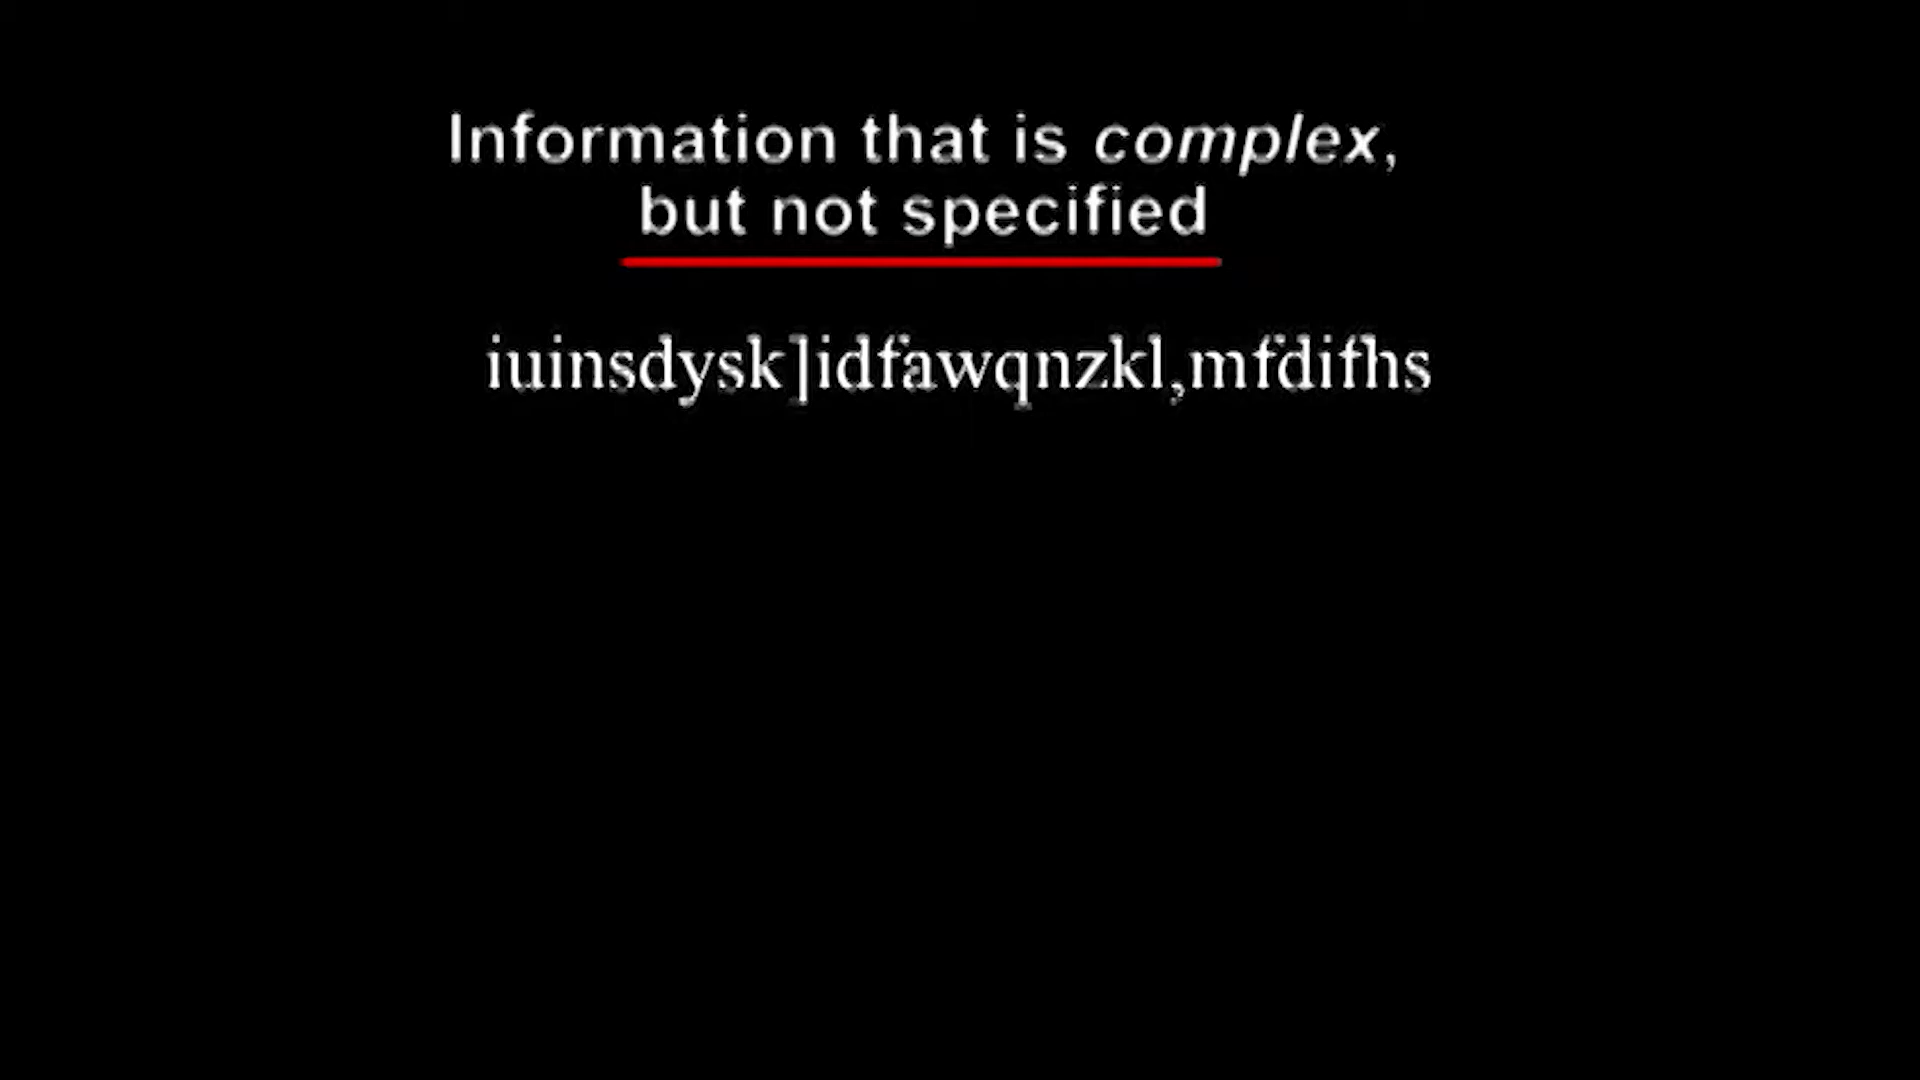 Information that is complex,
but not specified
iuinsdysk]idfawqnzkl,mfdifhs